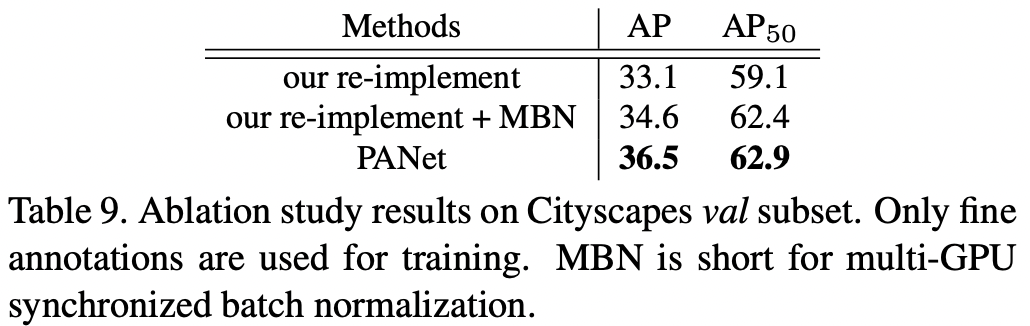 Methods AP AP50
our re-implement 33.1 59.1
our re-implement + MBN 34.6 62.4
PANet 36.5 62.9
Table 9. Ablation study results on Cityscapes val subset. Only fine
annotations are used for training. MBN is short for multi-GPU
synchronized batch normalization.